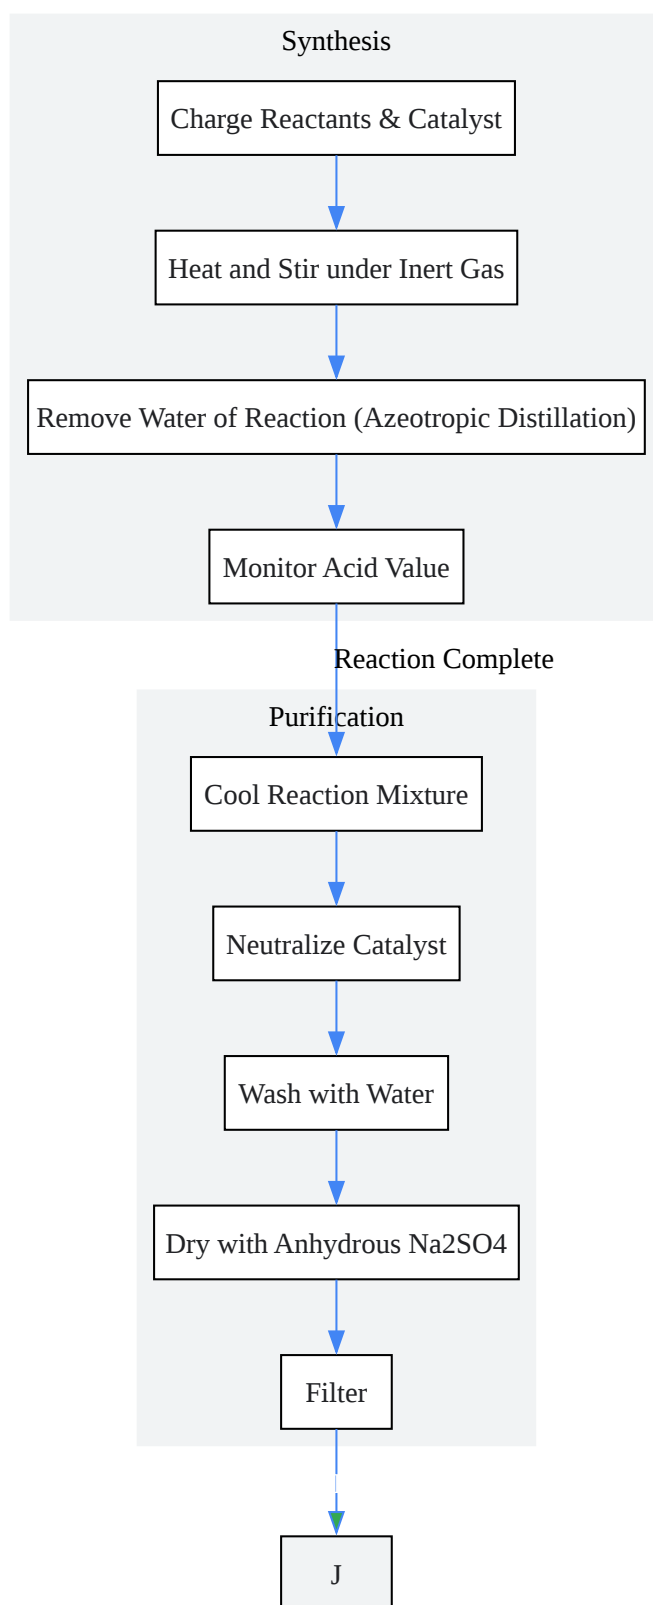 Synthesis
Charge Reactants & Catalyst
Heat and Stir under Inert Gas
Remove Water of Reaction (Azeotropic Distillation)
Monitor Acid Value
Reaction Complete
Purification
Cool Reaction Mixture
Neutralize Catalyst
Wash with Water
Dry with Anhydrous Na2SO4
Filter
J